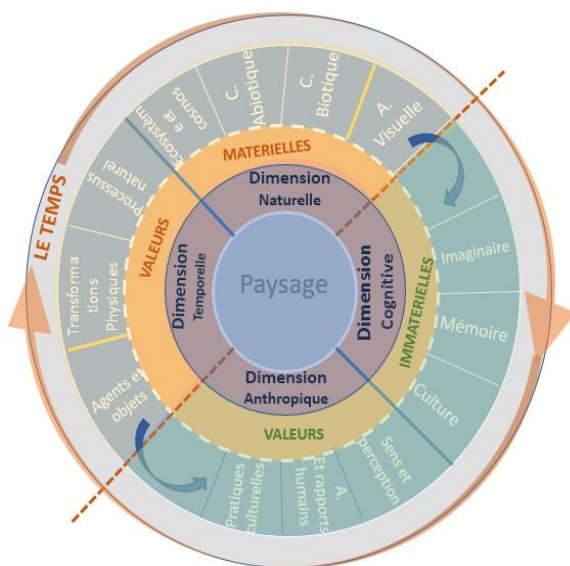 LE TEMPS
Ecosystèm
e et
cosmos
C.
Abiotique
C.
Biotique
A.
Visuelle
Processus
naturel
Transforma
tions
Physiques
Agents et
objets
VALEURS
MATERIELLES
Dimension
Naturelle
Dimension
Temporelle
Paysage
Dimension
Cognitive
Dimension
Anthropique
IMMATERIELLES
VALEURS
Imaginaire
Mémoire
Culture
Sens et
perception
A.
Et rapports
humains
Pratiques
culturelles